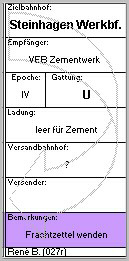 Zielbahnhof:
Steinhagen Werkbf.
Empfänger:
VEB Zementwerk
Epoche: Gattung:
IV U
Ladung:
leer für Zement
Versandbahnhof:
?
Versender:
Bemerkungen:
Frachtzettel wenden
René B. (027r)